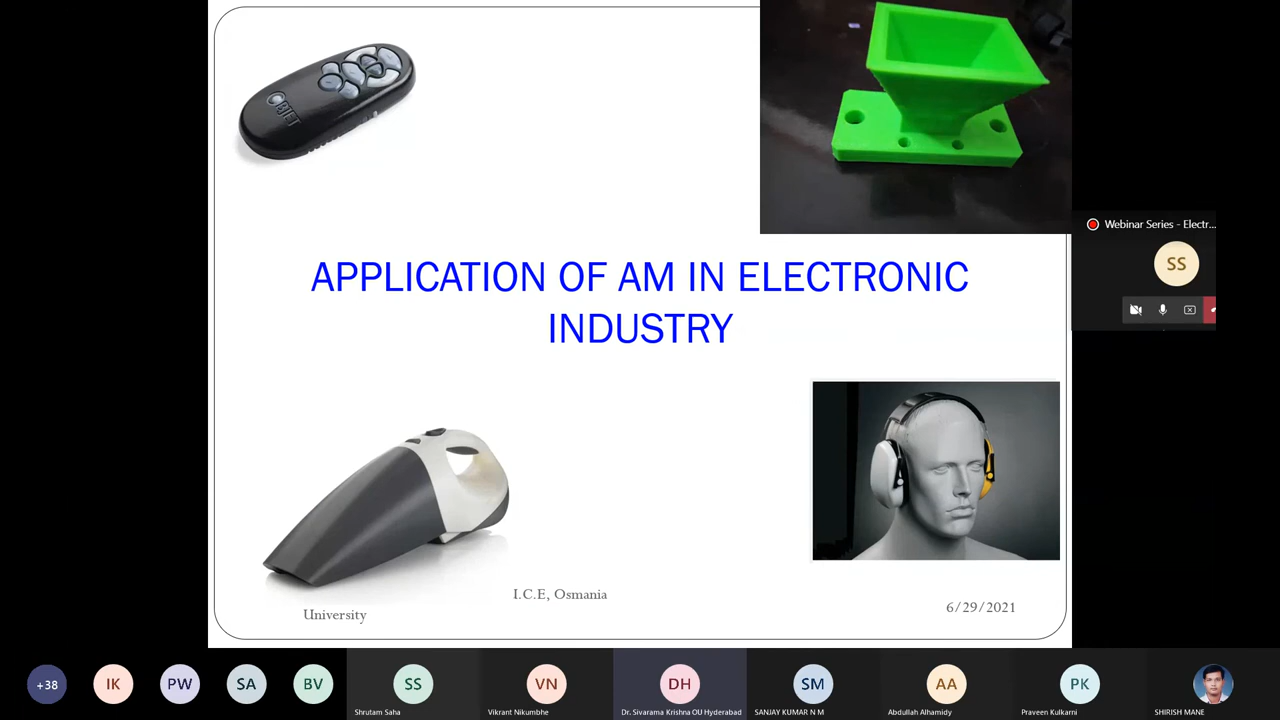 OBJET
Webinar Series - Electr...
SS
APPLICATION OF AM IN ELECTRONIC
INDUSTRY
I.C.E, Osmania
University
6/29/2021
+38
IK
PW
SA
BV
SS
VN
DH
SM
AA
PK
Shrutam Saha
Vikrant Nikumbhe
Dr. Sivarama Krishna OU Hyderabad
SANJAY KUMAR N M
Abdullah Alhamidy
Praveen Kulkarni
SHIRISH MANE